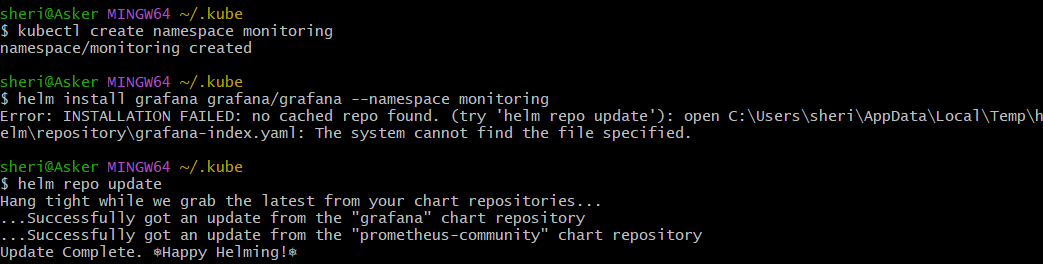 sheri@Asker MINGW64 ~/.kube
$ kubectl create namespace monitoring
namespace/monitoring created
sheri@Asker MINGW64 ~/.kube
$ helm install grafana grafana/grafana --namespace monitoring
Error: INSTALLATION FAILED: no cached repo found. (try 'helm repo update'): open C:\Users\sheri\AppData\Local\Temp\h
elm\repository\grafana-index.yaml: The system cannot find the file specified.
sheri@Asker MINGW64 ~/.kube
$ helm repo update
Hang tight while we grab the latest from your chart repositories...
...Successfully got an update from the "grafana" chart repository
...Successfully got an update from the "prometheus-community" chart repository
Update Complete. ⎈Happy Helming!⎈